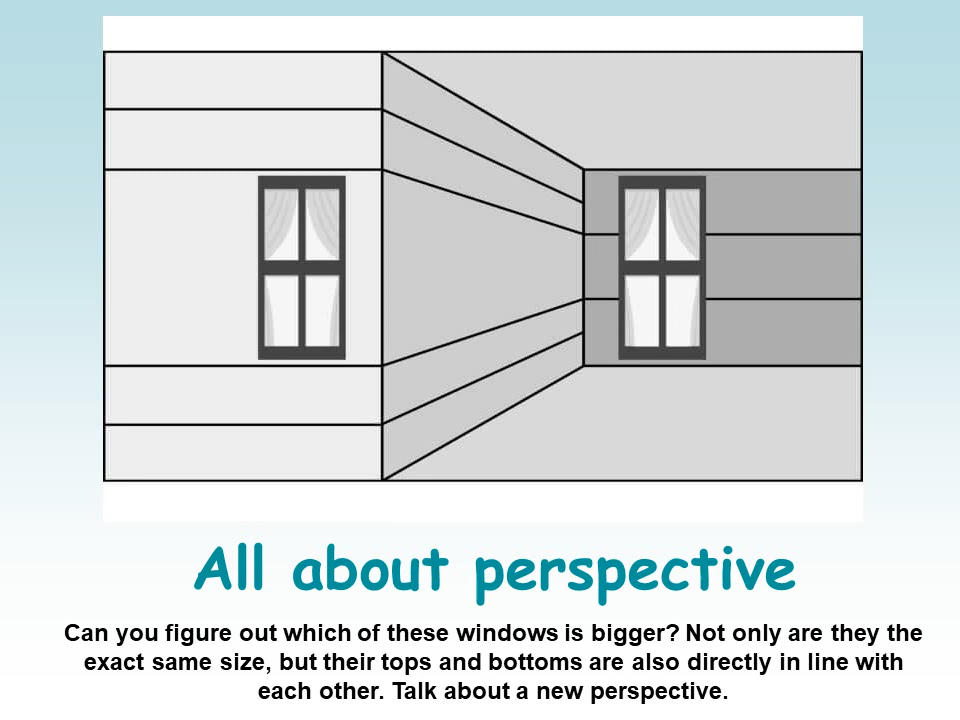 All about perspective
Can you figure out which of these windows is bigger? Not only are they the
exact same size, but their tops and bottoms are also directly in line with
each other. Talk about a new perspective.